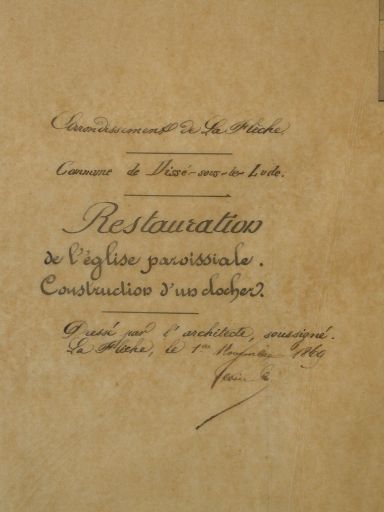 Arrondissement de La Flèche.
Commune de Dissé-sous-le-Lude.
Restauration
de l'église paroissiale.
Construction d'un clocher.
Dressé par l'architecte, soussigné.
La Flèche, le 1er Novembre 1869